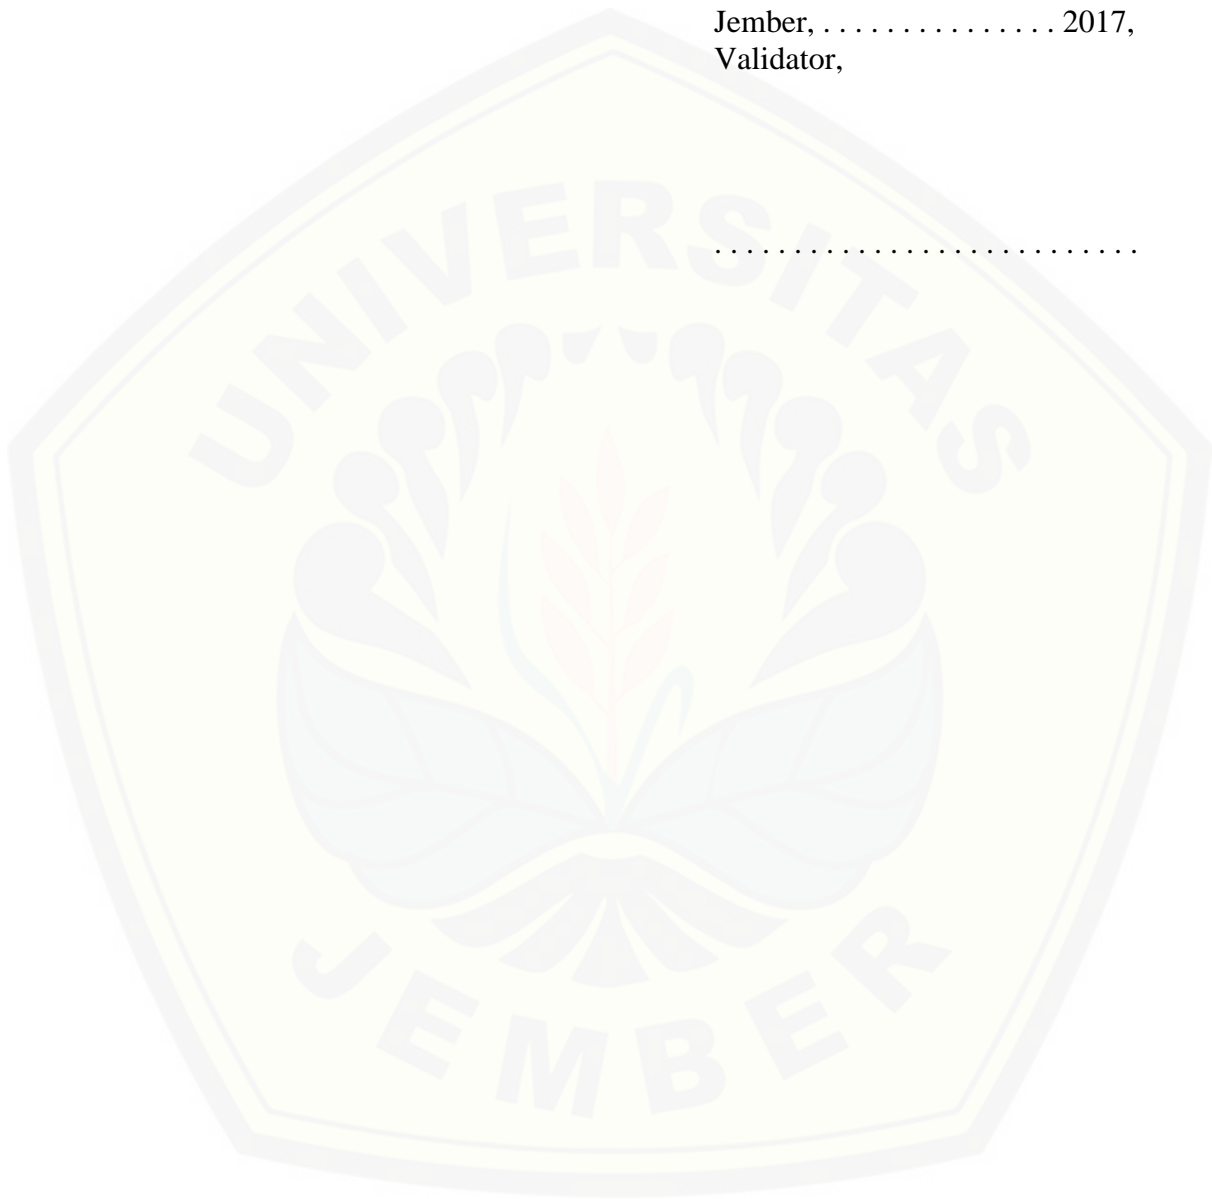 Jember, . . . . . . . . . . . . . . . 2017,
Validator,
. . . . . . . . . . . . . . . . . . . . . . . . . . .
UNIVERSITAS
JEMBER